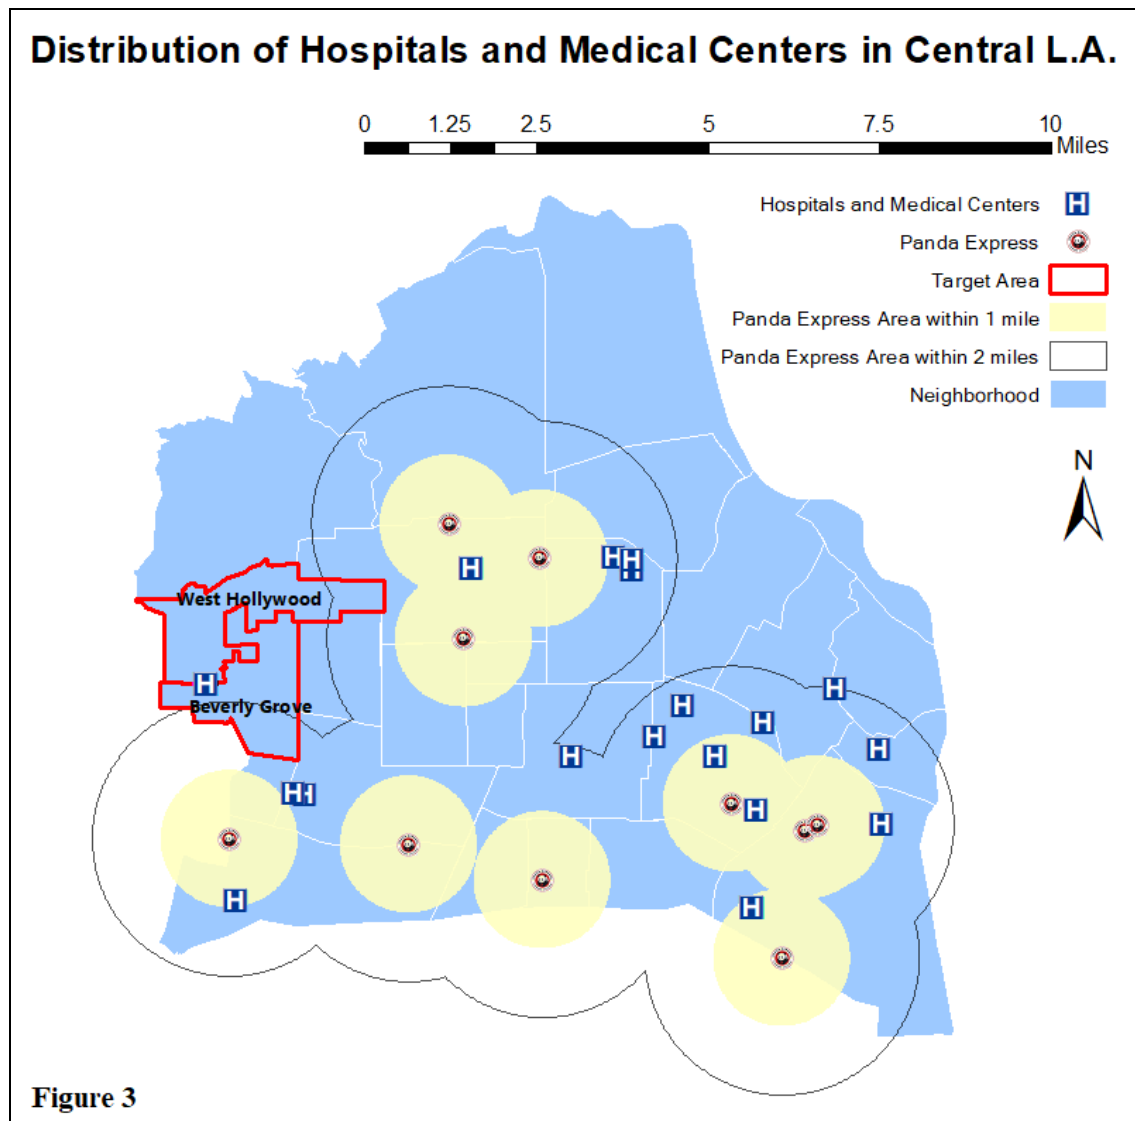 Distribution of Hospitals and Medical Centers in Central L.A.
0 1.25 2.5 5 7.5 10
Miles
Hospitals and Medical Centers H
Panda Express
Target Area
Panda Express Area within 1 mile
Panda Express Area within 2 miles
Neighborhood
N
H
H
H
H
West Hollywood
H
H
Beverly Grove
H
H
H
H
H
H
H
H
H
H
H
H
H
H
Figure 3